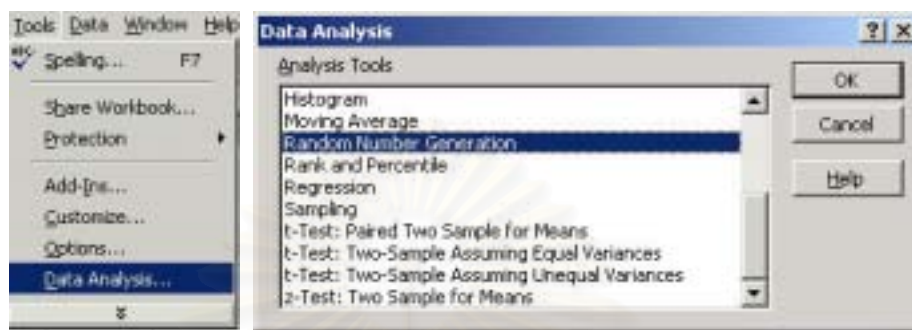 Tools Data Window Help
ABC Spelling... F7
Share Workbook...
Protection
Add-Ins...
Customize...
Options...
Data Analysis...
Data Analysis
Analysis Tools
Histogram
Moving Average
Random Number Generation
Rank and Percentile
Regression
Sampling
t-Test: Paired Two Sample for Means
t-Test: Two-Sample Assuming Equal Variances
t-Test: Two-Sample Assuming Unequal Variances
z-Test: Two Sample for Means
OK
Cancel
Help